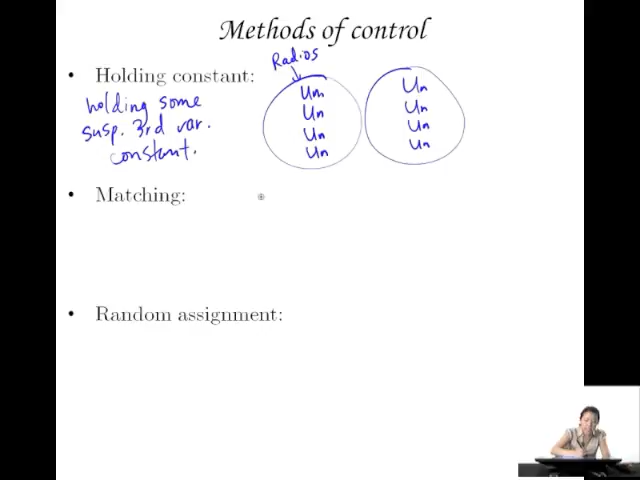 Methods of control
Radios
• Holding constant:
holding some
susp. 3rd var.
constant.
Um
Un
Un
Un
Un
Un
Un
Un
• Matching:
• Random assignment: